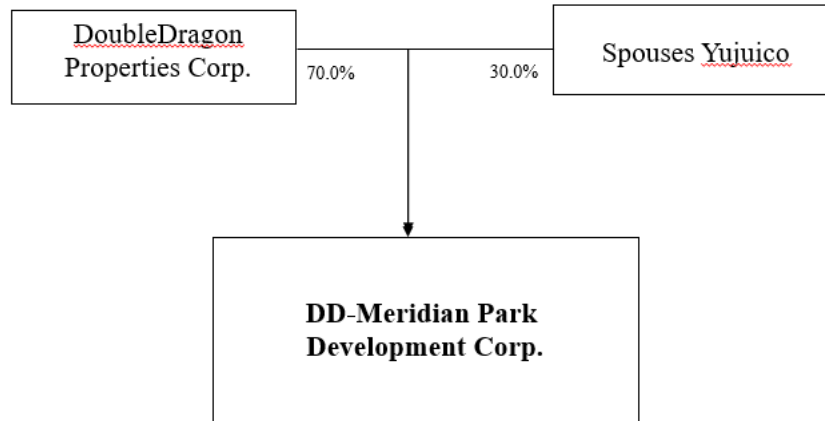 DoubleDragon
Properties Corp.
Spouses Yujuico
70.0%
30.0%
DD-Meridian Park
Development Corp.